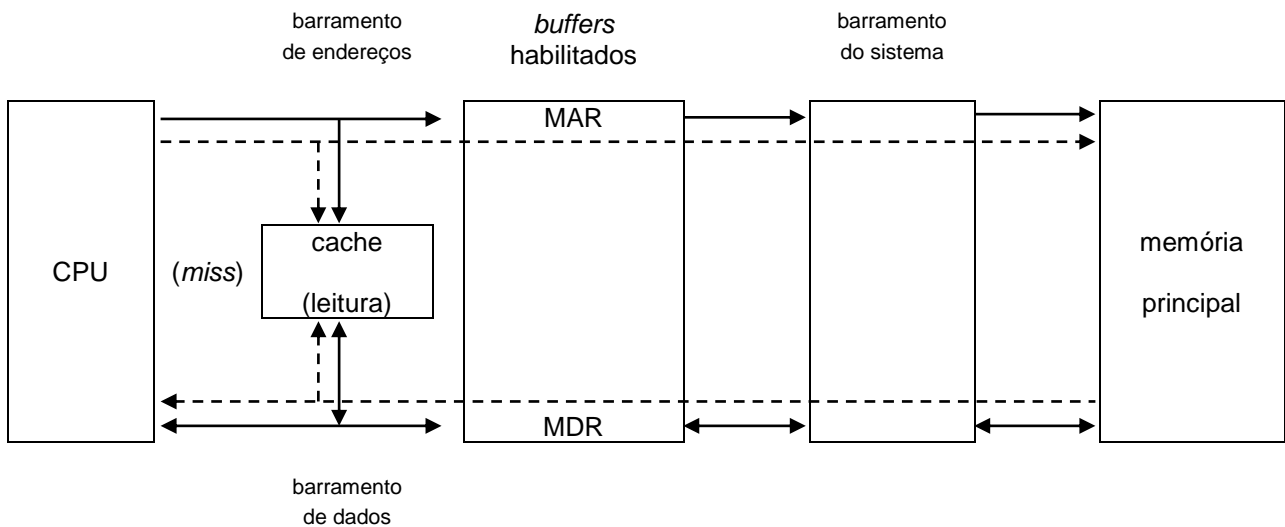 barramento
de endereços
buffers
habilitados
barramento
do sistema
MAR
CPU
(miss)
cache
(leitura)
memória
principal
MDR
barramento
de dados